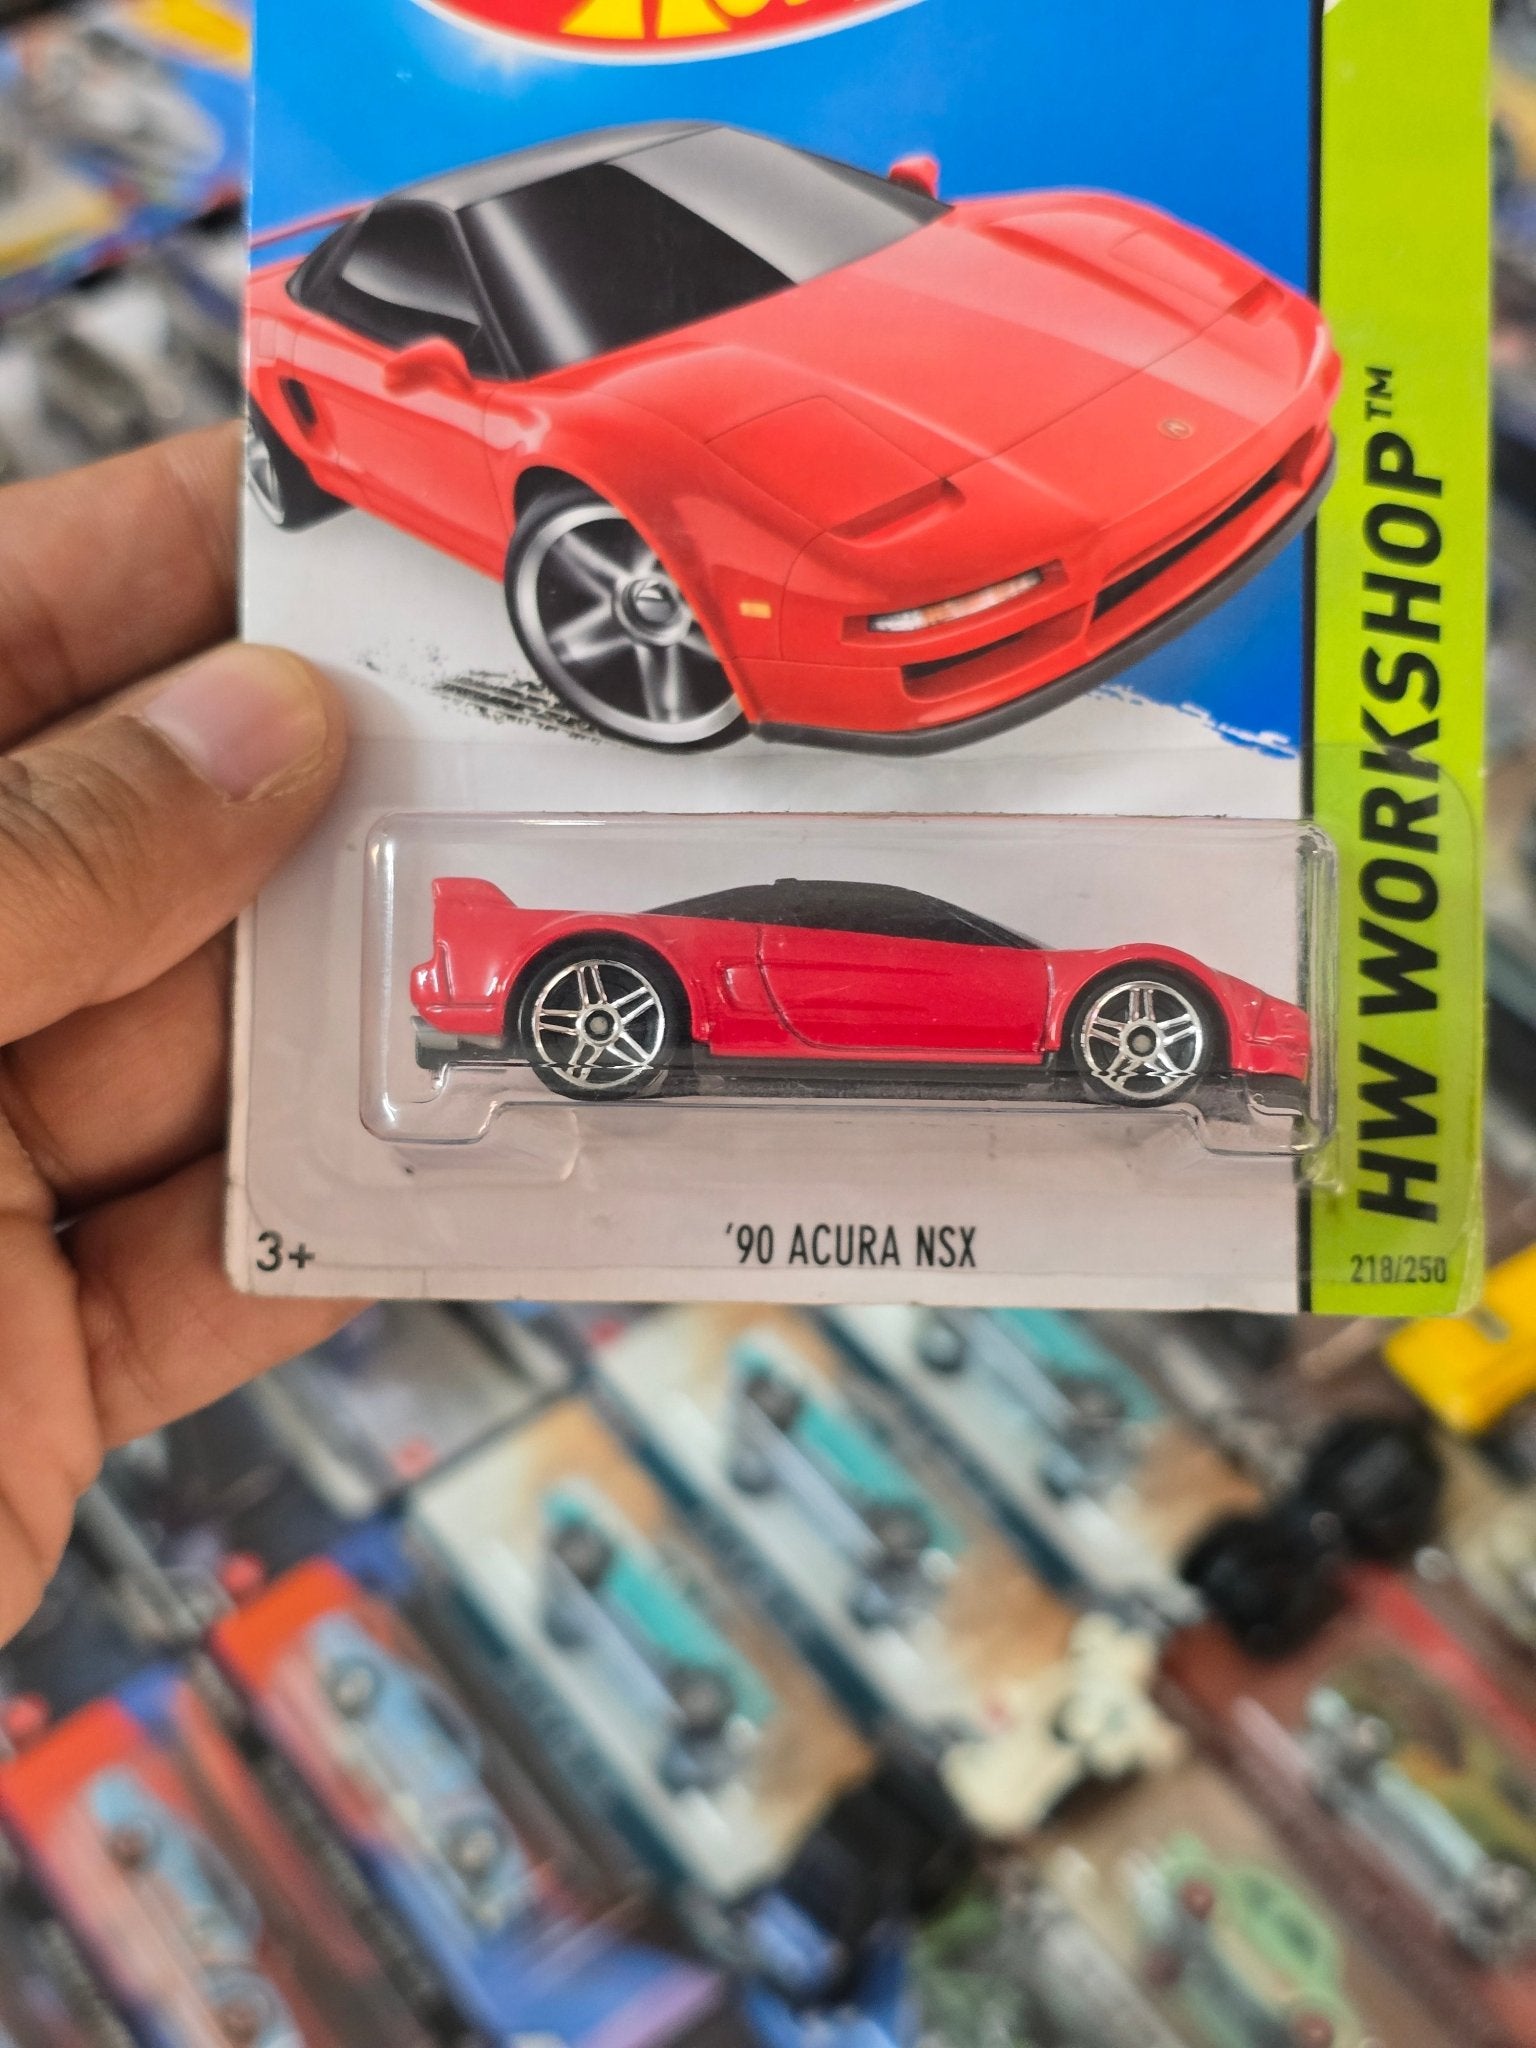 HW WORKSHOP™
3+
'90 ACURA NSX
218/250